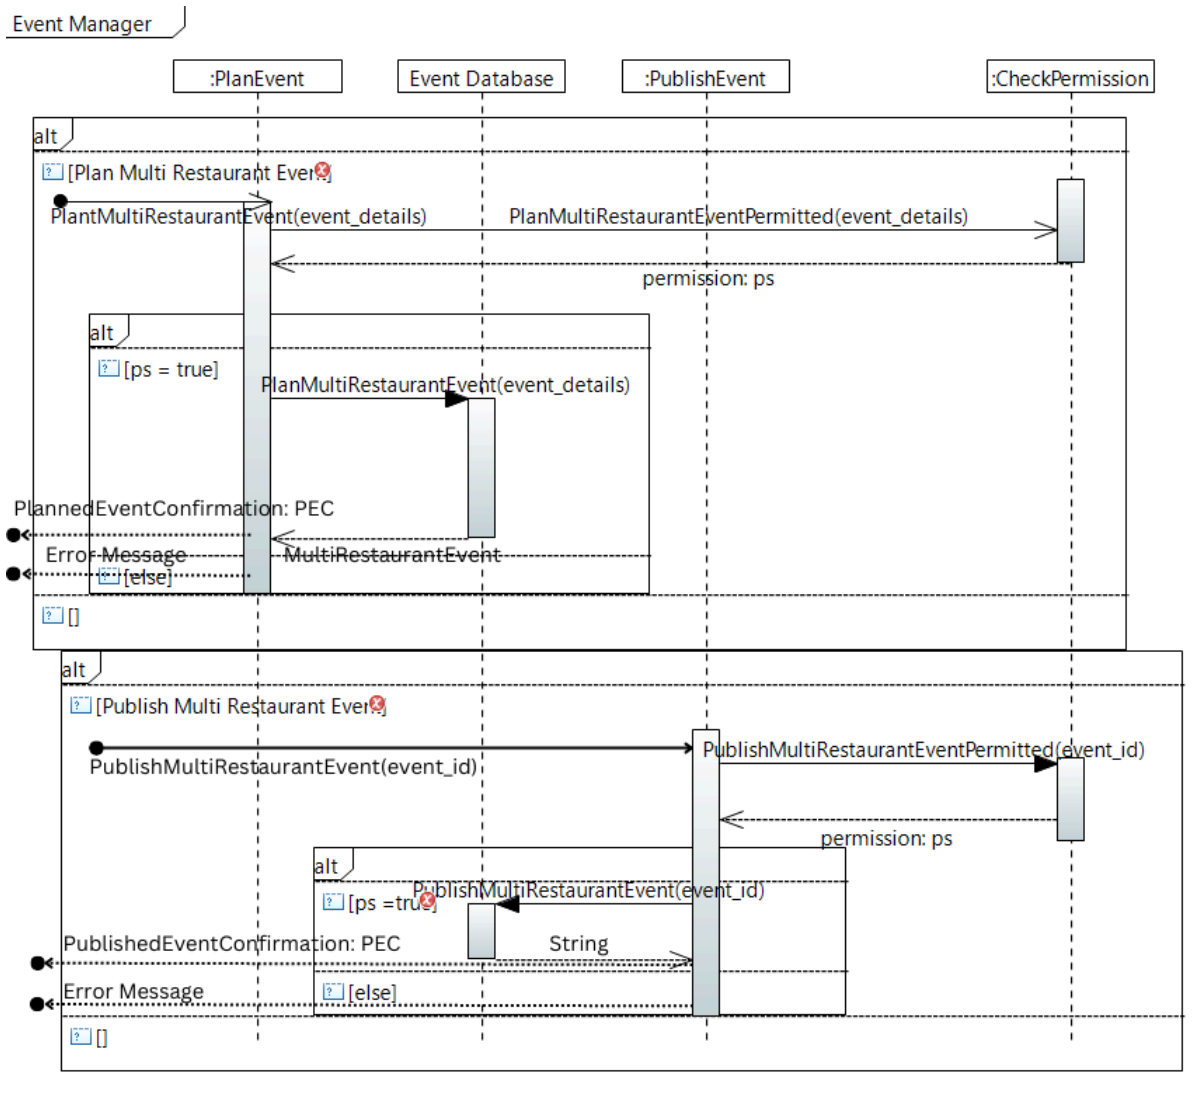 Event Manager
:PlanEvent
Event Database
:PublishEvent
:CheckPermission
alt
[Plan Multi Restaurant Even]
PlantMultiRestaurantEvent(event_details)
PlanMultiRestaurantEventPermitted(event_details)
permission: ps
alt
[ps = true]
PlanMultiRestaurantEvent(event_details)
PlannedEventConfirmation: PEC
Error Message
MultiRestaurantEvent
[else]
[]
alt
[Publish Multi Restaurant Even]
PublishMultiRestaurantEventPermitted(event_id)
PublishMultiRestaurantEvent(event_id)
permission: ps
alt
PublishMultiRestaurantEvent(event_id)
[ps =true]
PublishedEventConfirmation: PEC
String
Error Message
[else]
[]